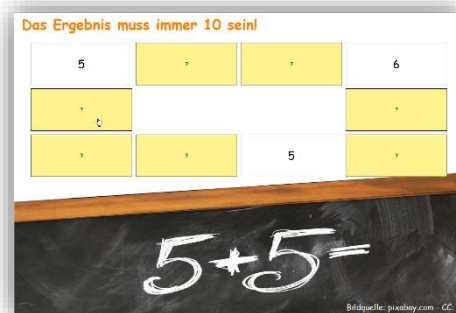 Das Ergebnis muss immer 10 sein!
5 ? ? 6
? ?
? ? 5 ?
5+5=
Bildquelle: pixabay.com - CC: